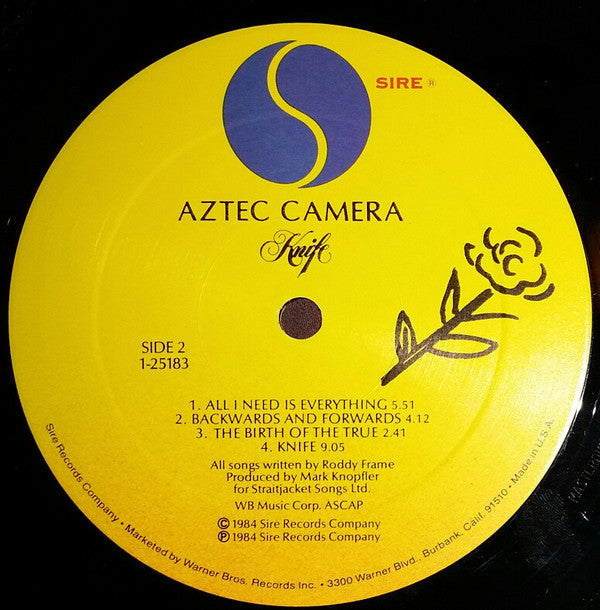 SIRE ®
AZTEC CAMERA
Knife
SIDE 2
1-25183
1. ALL I NEED IS EVERYTHING 5.51
2. BACKWARDS AND FORWARDS 4.12
3. THE BIRTH OF THE TRUE 2.41
4. KNIFE 9.05
All songs written by Roddy Frame
Produced by Mark Knopfler
for Straitjacket Songs Ltd.
WB Music Corp. ASCAP
© 1984 Sire Records Company
℗ 1984 Sire Records Company
Sire Records Company • Marketed by Warner Bros. Records Inc. • 3300 Warner Blvd., Burbank, Calif. 91510 • Made in U.S.A.